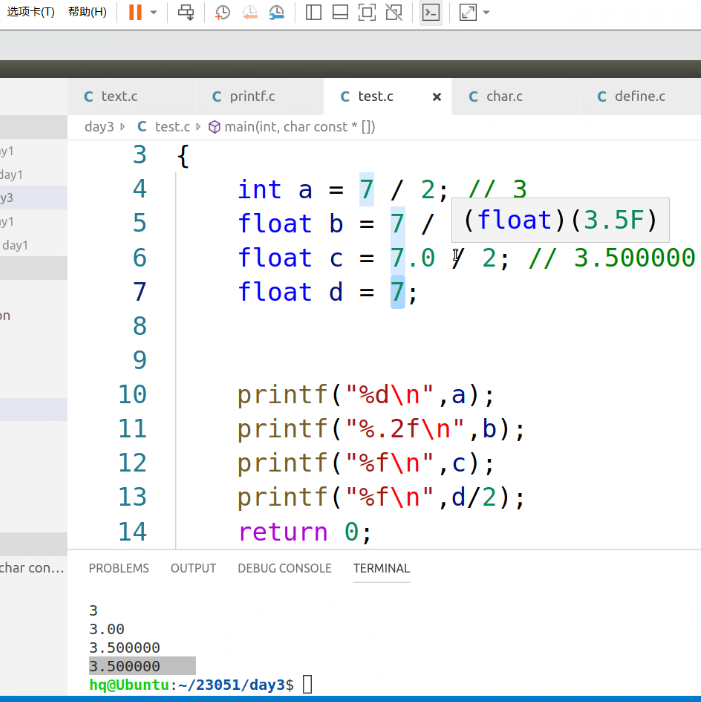 选项卡(T) 帮助(H)
text.c printf.c test.c × char.c define.c
day3 test.c main(int, char const * [])
3 {
4 int a = 7 / 2; // 3
5 float b = 7 / (float)(3.5F)
6 float c = 7.0 / 2; // 3.500000
7 float d = 7;
8
9
10 printf("%d\n",a);
11 printf("%.2f\n",b);
12 printf("%f\n",c);
13 printf("%f\n",d/2);
14 return 0;
ay1
day1
y3
ay1
day1
on
char con...
PROBLEMS OUTPUT DEBUG CONSOLE TERMINAL
3
3.00
3.500000
3.500000
hq@Ubuntu:~/23051/day3$